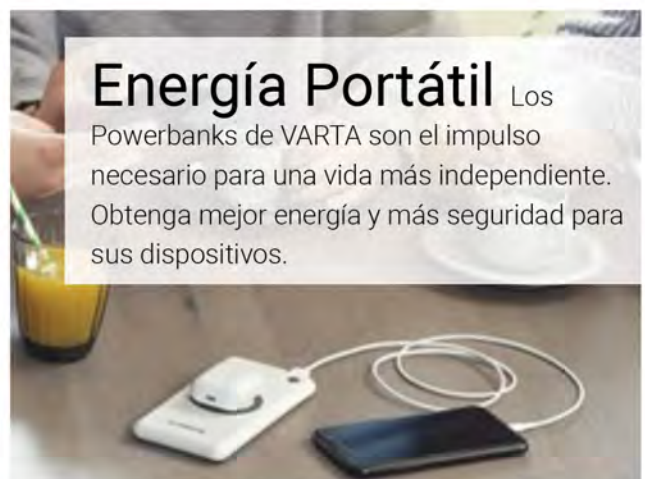 Energía Portátil Los
Powerbanks de VARTA son el impulso
necesario para una vida más independiente.
Obtenga mejor energía y más seguridad para
sus dispositivos.